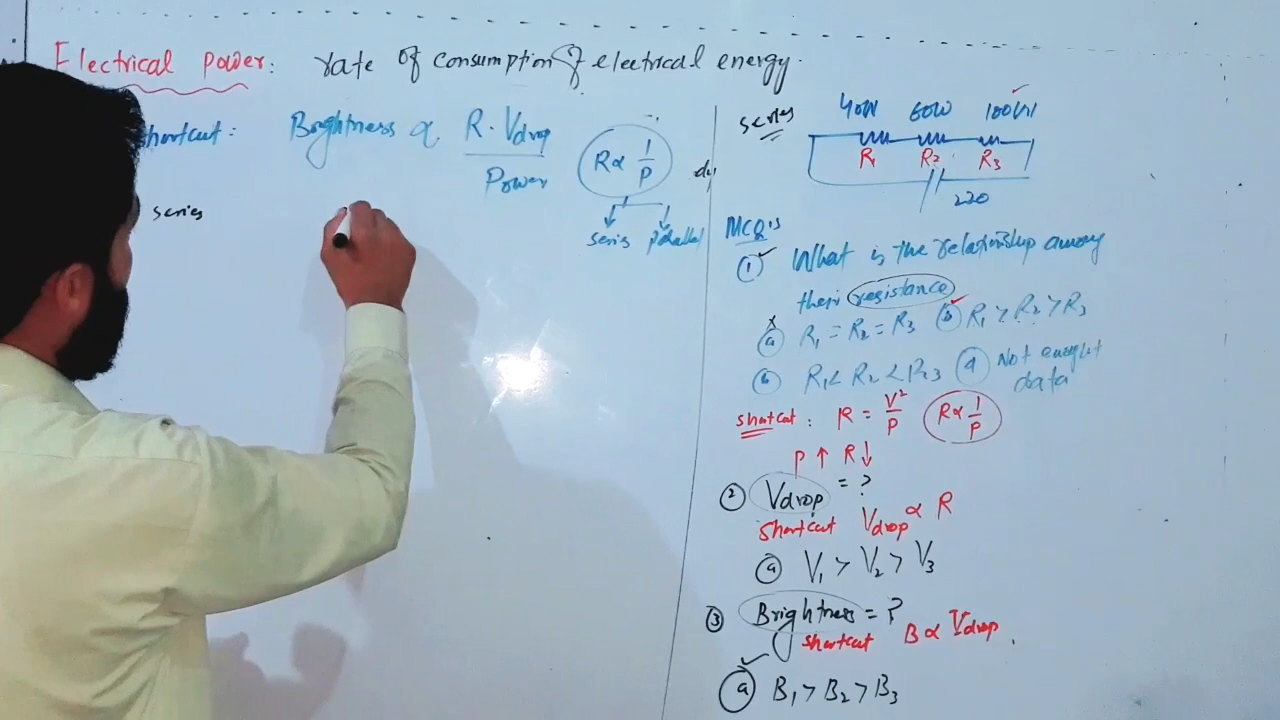 Electrical Power: rate of consumption of electrical energy.
shortcut: Brightness ∝ R. Vdrop / Power
R ∝ 1/P
series parallel
series
series
40W 60W 100W
R₁ R₂ R₃
220
MCQ's
① What is the relationship among
their resistance
ⓐ R₁ = R₂ = R₃ ⓑ R₁ > R₂ > R₃
ⓑ R₁ < R₂ < R₃ ⓓ Not enught
data
shotcut: R = V²/P R ∝ 1/P
P ↑ R ↓
② Vdrop = ?
Shortcut Vdrop ∝ R
ⓐ V₁ > V₂ > V₃
③ Brightness = ?
shortcut B ∝ Vdrop.
ⓐ B₁ > B₂ > B₃